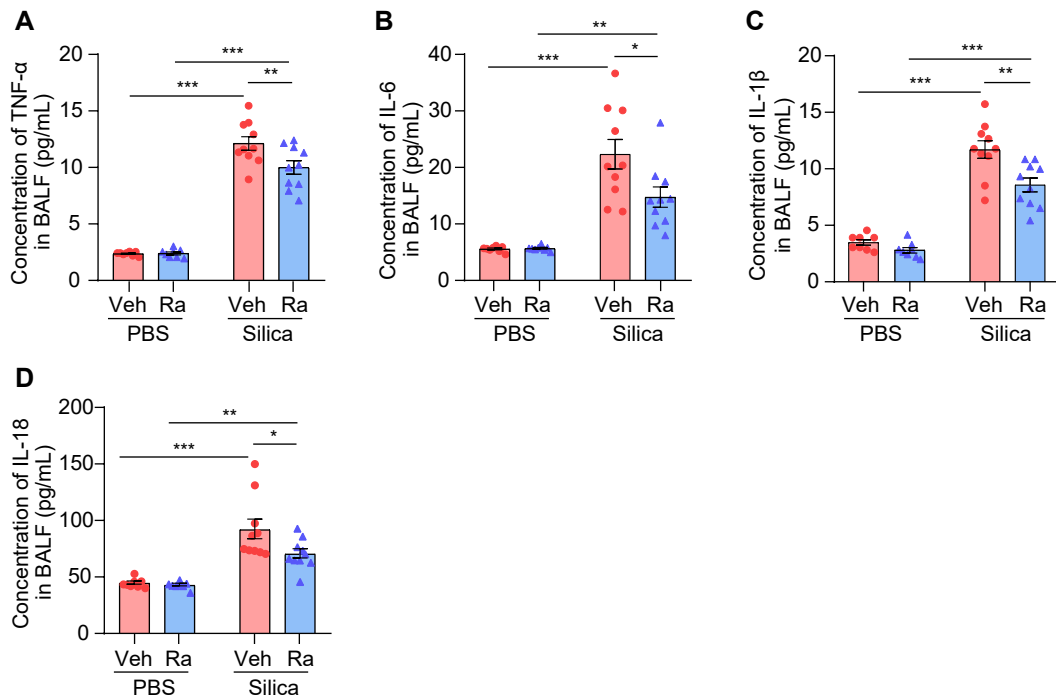 A
Concentration of TNF-α
in BALF (pg/mL)
20
15
10
5
0
***
***
**
Veh Ra Veh Ra
PBS Silica
B
Concentration of IL-6
in BALF (pg/mL)
40
30
20
10
0
**
***
*
Veh Ra Veh Ra
PBS Silica
C
Concentration of IL-1β
in BALF (pg/mL)
20
15
10
5
0
***
***
**
Veh Ra Veh Ra
PBS Silica
D
Concentration of IL-18
in BALF (pg/mL)
200
150
100
50
0
**
***
*
Veh Ra Veh Ra
PBS Silica